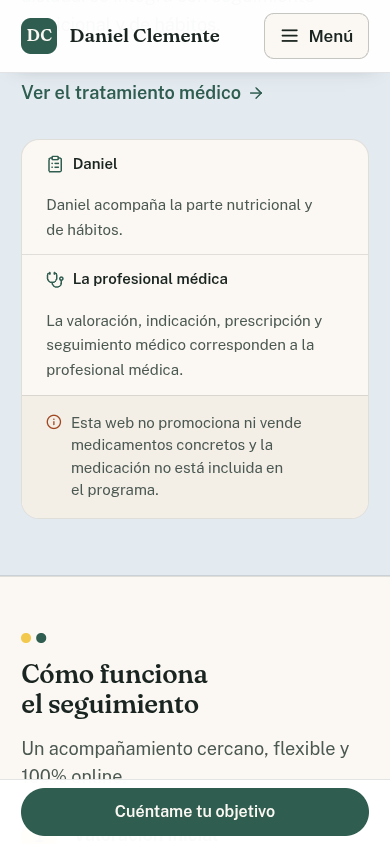 DC Daniel Clemente Menú
Ver el tratamiento médico →
Daniel
Daniel acompaña la parte nutricional y
de hábitos.
La profesional médica
La valoración, indicación, prescripción y
seguimiento médico corresponden a la
profesional médica.
Esta web no promociona ni vende
medicamentos concretos y la
medicación no está incluida en
el programa.
Cómo funciona
el seguimiento
Un acompañamiento cercano, flexible y
100% online.
Cuéntame tu objetivo